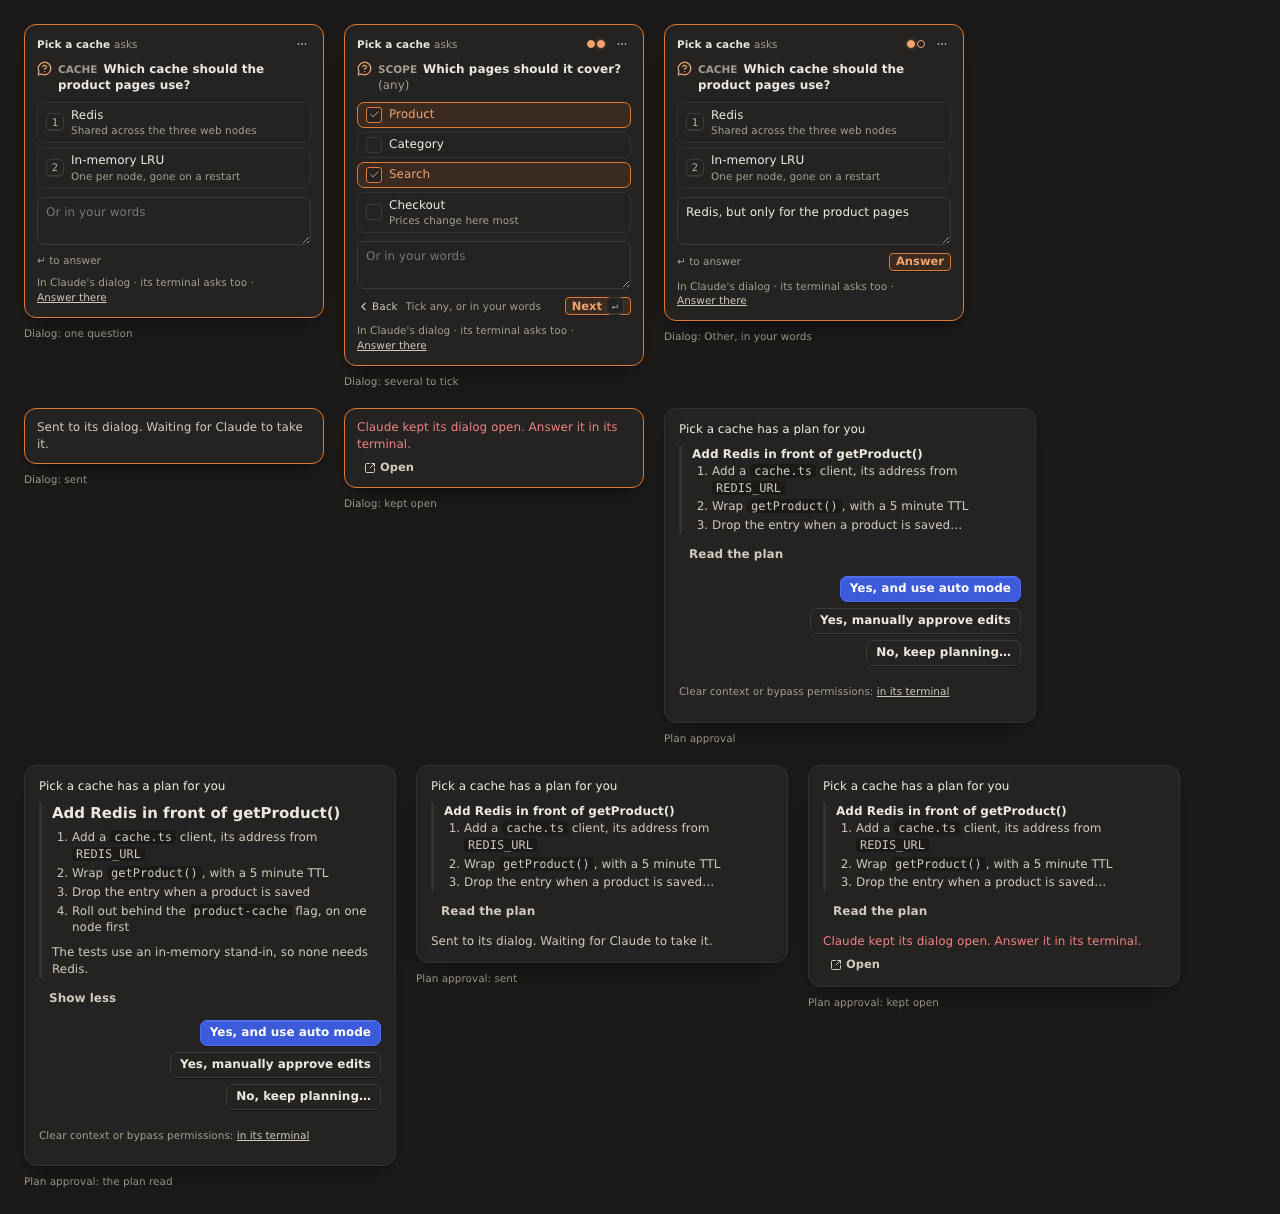 Pick a cache asks ...
CACHE Which cache should the
product pages use?
1 Redis
Shared across the three web nodes
2 In-memory LRU
One per node, gone on a restart
Or in your words
↵ to answer
In Claude's dialog · its terminal asks too ·
Answer there
Dialog: one question
Pick a cache asks ...
SCOPE Which pages should it cover?
(any)
Product
Category
Search
Checkout
Prices change here most
Or in your words
Back Tick any, or in your words Next ↵
In Claude's dialog · its terminal asks too ·
Answer there
Dialog: several to tick
Pick a cache asks ...
CACHE Which cache should the
product pages use?
1 Redis
Shared across the three web nodes
2 In-memory LRU
One per node, gone on a restart
Redis, but only for the product pages
↵ to answer Answer
In Claude's dialog · its terminal asks too ·
Answer there
Dialog: Other, in your words
Sent to its dialog. Waiting for Claude to take
it.
Dialog: sent
Claude kept its dialog open. Answer it in its
terminal.
Open
Dialog: kept open
Pick a cache has a plan for you
Add Redis in front of getProduct()
1. Add a cache.ts client, its address from
REDIS_URL
2. Wrap getProduct(), with a 5 minute TTL
3. Drop the entry when a product is saved…
Read the plan
Yes, and use auto mode
Yes, manually approve edits
No, keep planning…
Clear context or bypass permissions: in its terminal
Plan approval
Pick a cache has a plan for you
Add Redis in front of getProduct()
1. Add a cache.ts client, its address from
REDIS_URL
2. Wrap getProduct(), with a 5 minute TTL
3. Drop the entry when a product is saved
4. Roll out behind the product-cache flag, on one
node first
The tests use an in-memory stand-in, so none needs
Redis.
Show less
Yes, and use auto mode
Yes, manually approve edits
No, keep planning…
Clear context or bypass permissions: in its terminal
Plan approval: the plan read
Pick a cache has a plan for you
Add Redis in front of getProduct()
1. Add a cache.ts client, its address from
REDIS_URL
2. Wrap getProduct(), with a 5 minute TTL
3. Drop the entry when a product is saved…
Read the plan
Sent to its dialog. Waiting for Claude to take it.
Plan approval: sent
Pick a cache has a plan for you
Add Redis in front of getProduct()
1. Add a cache.ts client, its address from
REDIS_URL
2. Wrap getProduct(), with a 5 minute TTL
3. Drop the entry when a product is saved…
Read the plan
Claude kept its dialog open. Answer it in its terminal.
Open
Plan approval: kept open